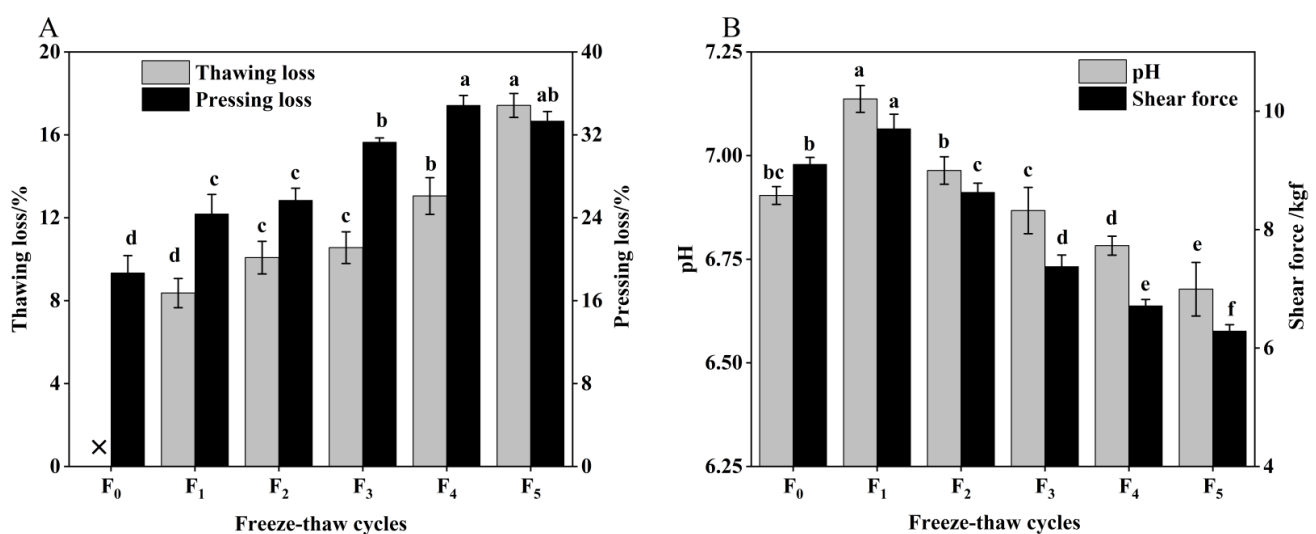 A
Thawing loss
Pressing loss
20
16
12
8
4
0
Thawing loss/%
40
32
24
16
8
0
Pressing loss/%
d
d
c
c
c
c
b
b
a
a
ab
×
F₀
F₁
F₂
F₃
F₄
F₅
Freeze-thaw cycles
B
pH
Shear force
7.25
7.00
6.75
6.50
6.25
pH
10
8
6
4
Shear force /kgf
bc
b
a
a
b
c
c
d
d
e
e
f
F₀
F₁
F₂
F₃
F₄
F₅
Freeze-thaw cycles